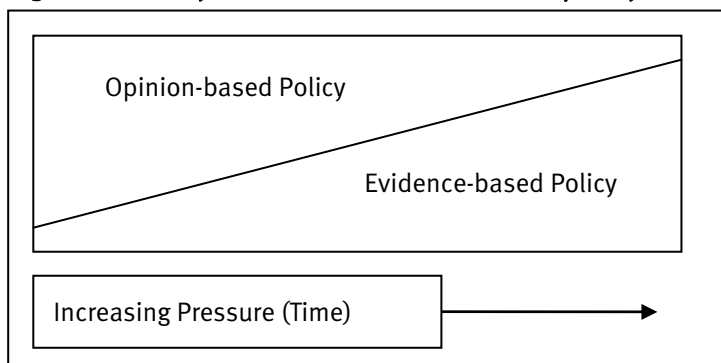 Opinion-based Policy
Evidence-based Policy
Increasing Pressure (Time)